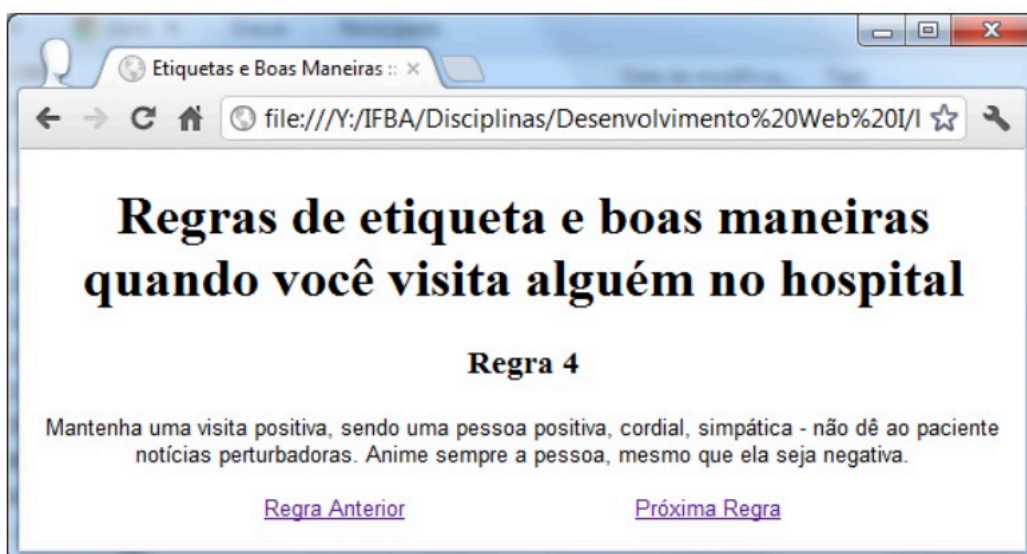 Etiquetas e Boas Maneiras ::
file:///Y:/IFBA/Disciplinas/Desenvolvimento%20Web%20I/I
Regras de etiqueta e boas maneiras
quando você visita alguém no hospital
Regra 4
Mantenha uma visita positiva, sendo uma pessoa positiva, cordial, simpática - não dê ao paciente
notícias perturbadoras. Anime sempre a pessoa, mesmo que ela seja negativa.
Regra Anterior Próxima Regra